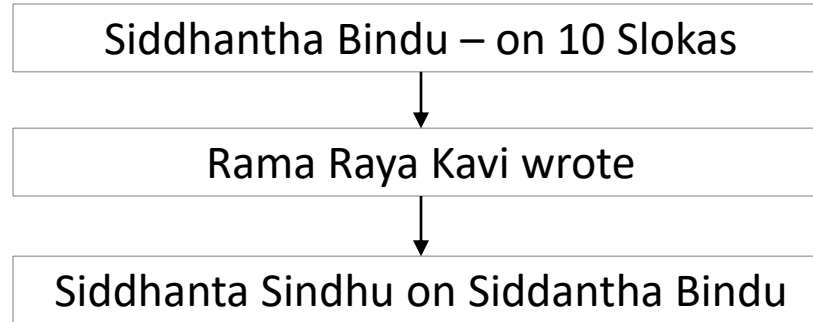 Siddhantha Bindu – on 10 Slokas
Rama Raya Kavi wrote
Siddhanta Sindhu on Siddantha Bindu